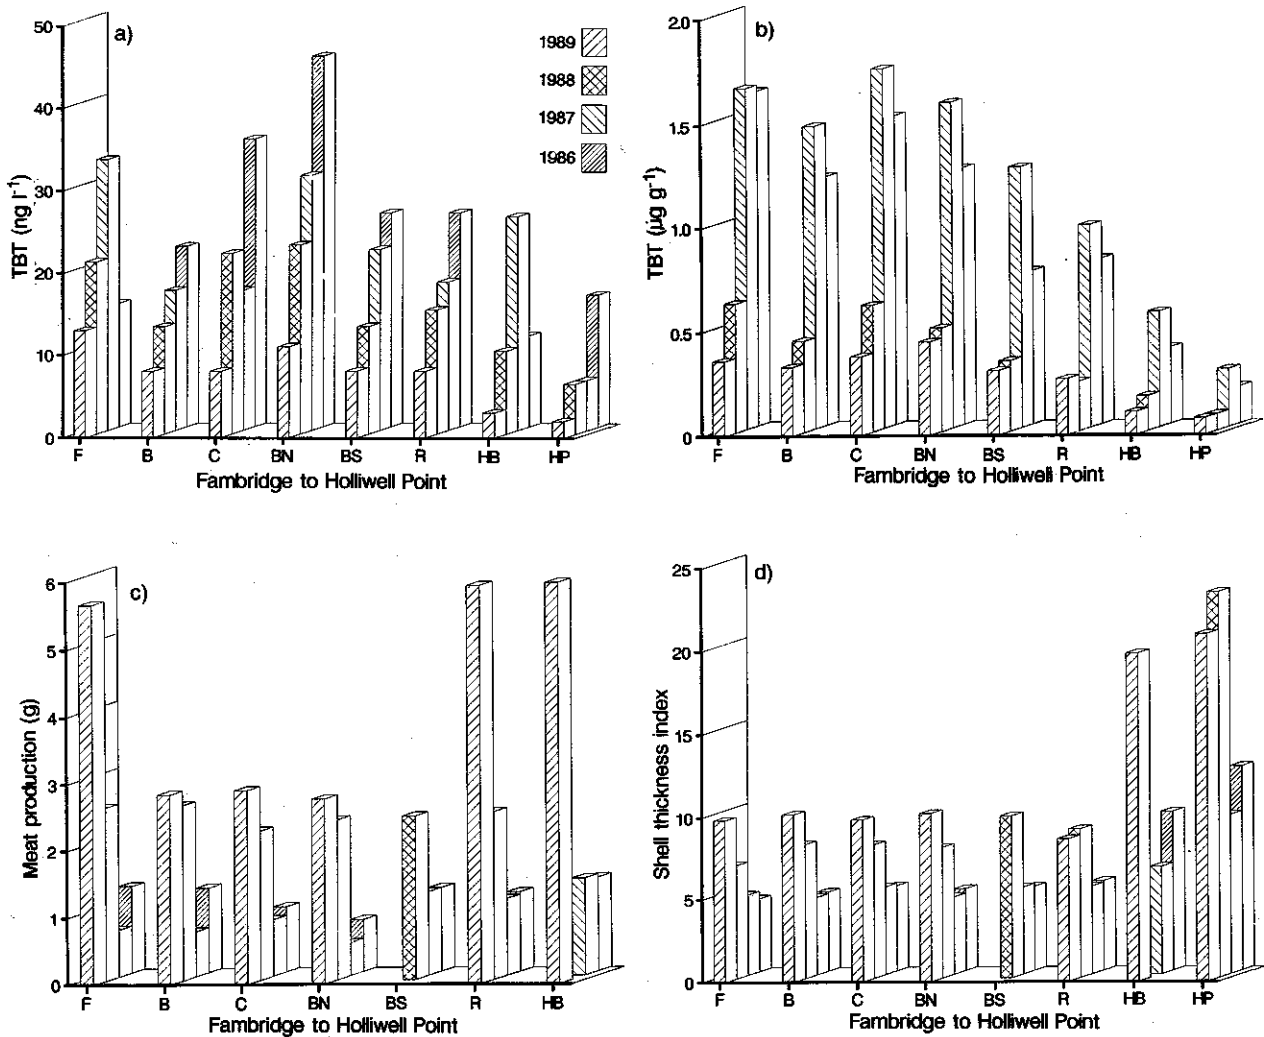 a)
50
40
30
20
10
0
TBT (ng l⁻¹)
1989
1988
1987
1986
F B C BN BS R HB HP
Fambridge to Holliwell Point
b)
2.0
1.5
1.0
0.5
0
TBT (µg g⁻¹)
F B C BN BS R HB HP
Fambridge to Holliwell Point
c)
6
5
4
3
2
1
0
Meat production (g)
F B C BN BS R HB
Fambridge to Holliwell Point
d)
25
20
15
10
5
0
Shell thickness index
F B C BN BS R HB HP
Fambridge to Holliwell Point